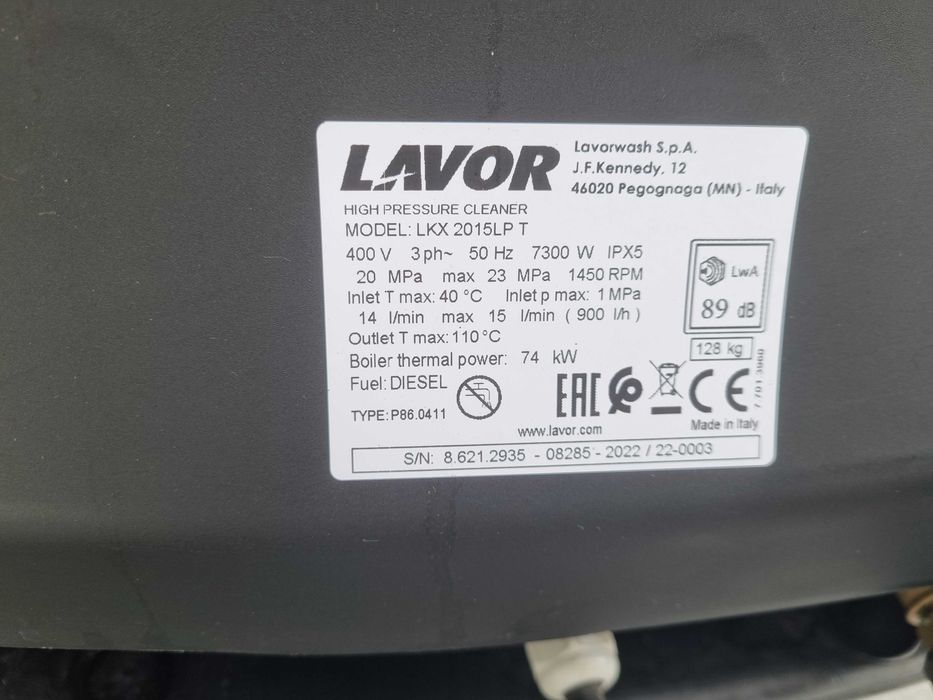 LAVOR
Lavorwash S.p.A.
J.F.Kennedy, 12
46020 Pegognaga (MN) - Italy
HIGH PRESSURE CLEANER
MODEL: LKX 2015LP T
400 V 3 ph~ 50 Hz 7300 W IPX5
20 MPa max 23 MPa 1450 RPM
Inlet T max: 40 °C Inlet p max: 1 MPa
14 l/min max 15 l/min ( 900 l/h )
Outlet T max: 110 °C
Boiler thermal power: 74 kW
Fuel: DIESEL
TYPE: P86.0411
LwA
89 dB
128 kg
EAC
CE
www.lavor.com
Made in Italy
S/N: 8.621.2935 - 08285 - 2022 / 22-0003